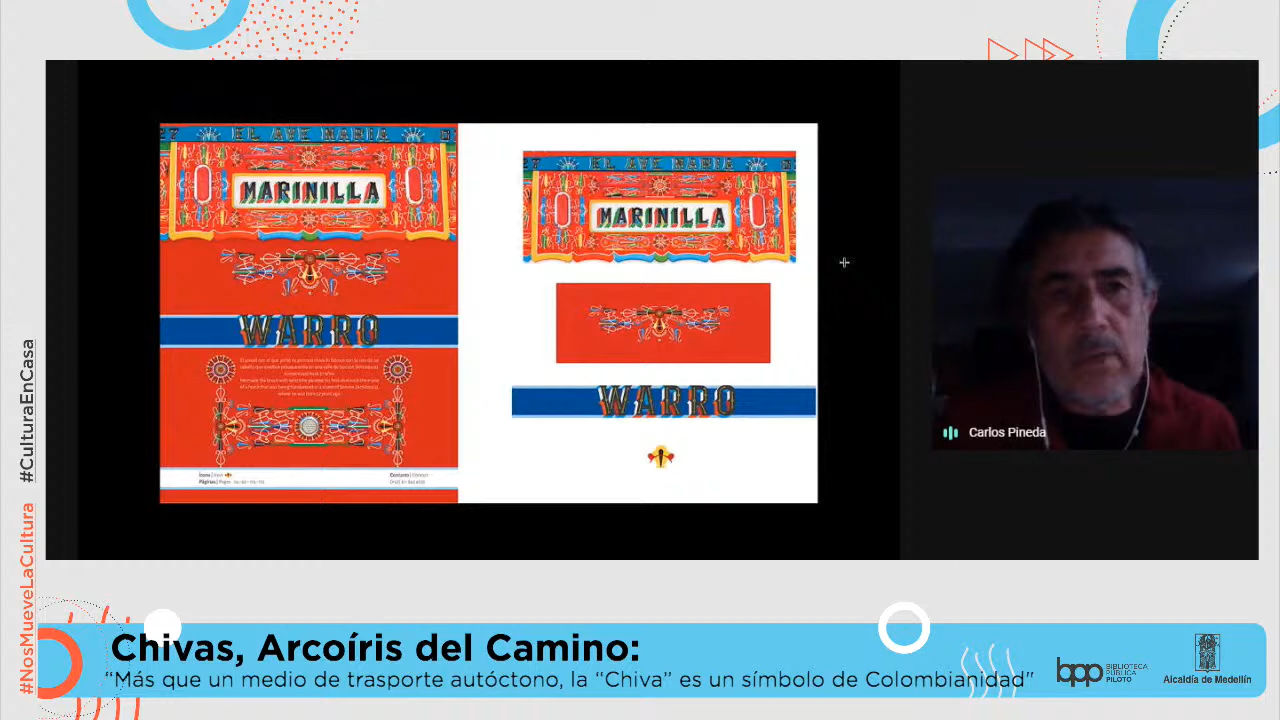 27 EL AVE MARIA
MARINILLA
WARRO
27 EL AVE MARIA
MARINILLA
WARRO
Carlos Pineda
#NosMueveLaCultura #CulturaEnCasa
Chivas, Arcoíris del Camino:
“Más que un medio de trasporte autóctono, la “Chiva” es un símbolo de Colombianidad"
bpp BIBLIOTECA
PÚBLICA
PILOTO
Alcaldía de Medellín